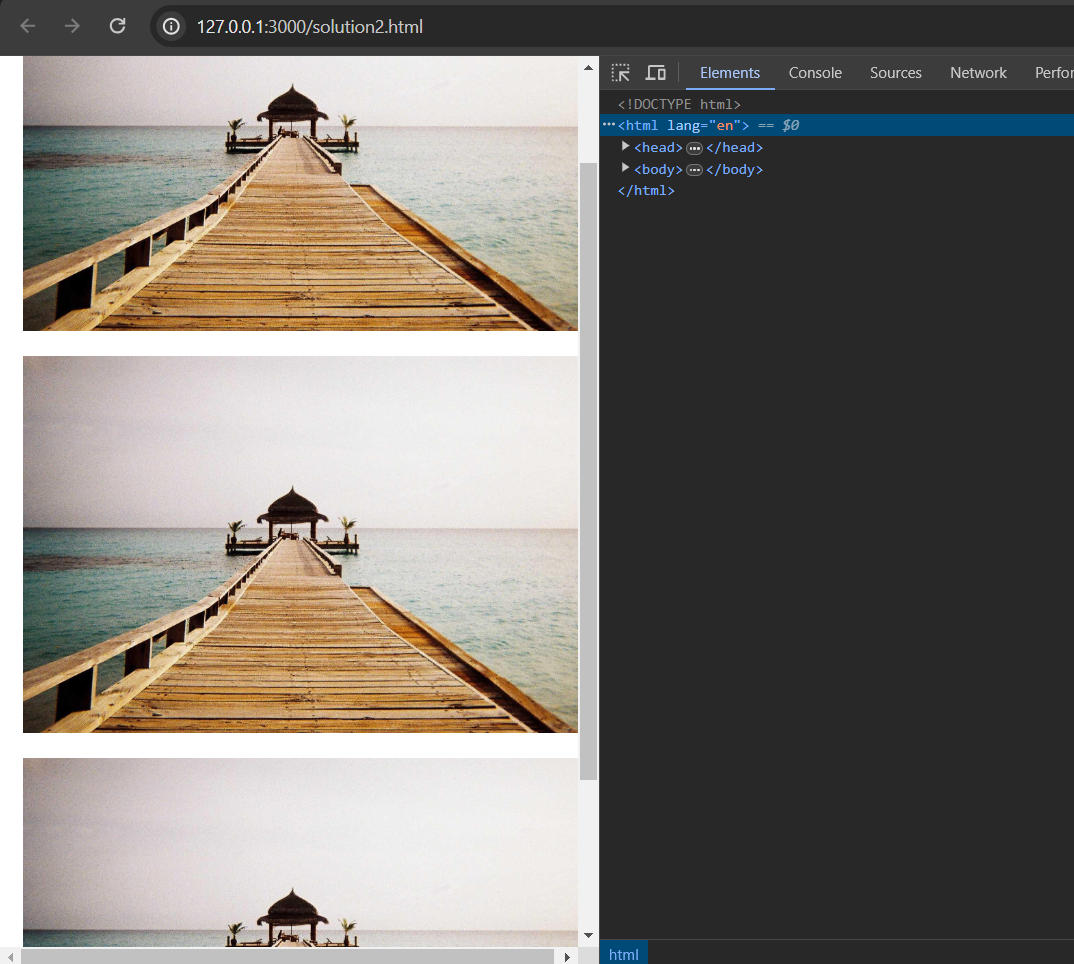 127.0.0.1:3000/solution2.html
Elements Console Sources Network Perfor
<!DOCTYPE html>
<html lang="en"> == $0
<head> ... </head>
<body> ... </body>
</html>
html